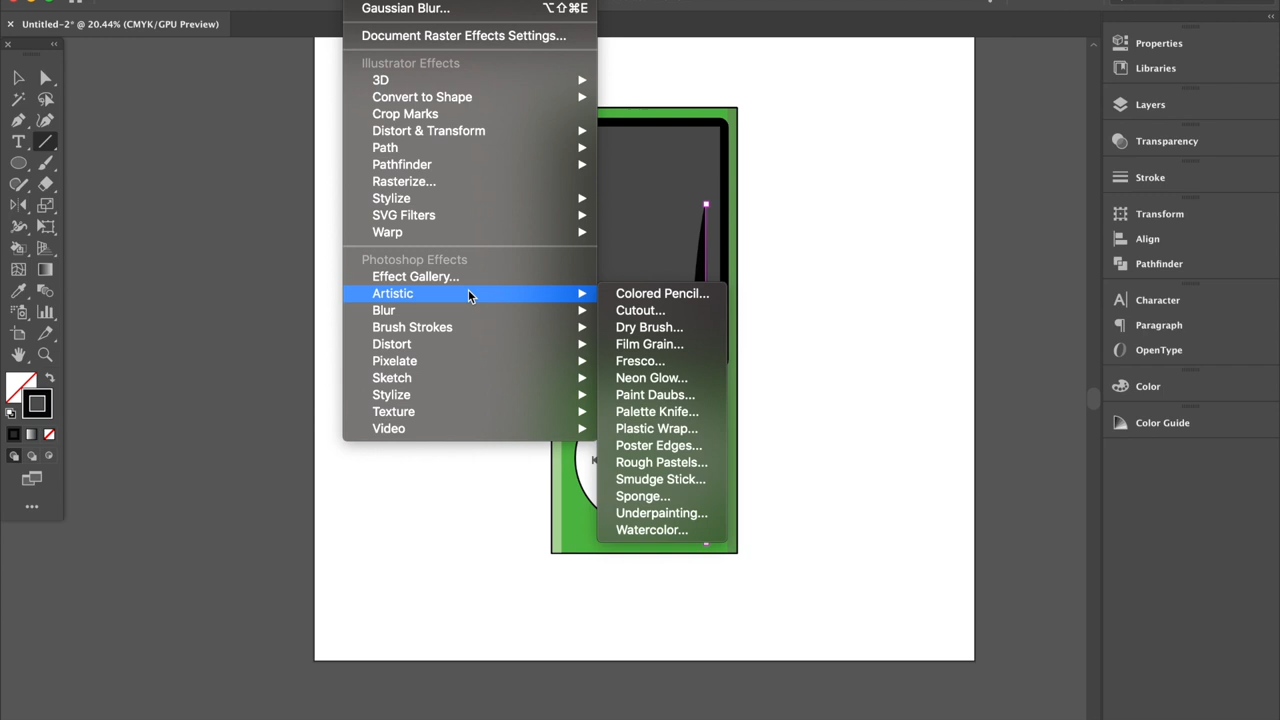 Gaussian Blur... ⌥⇧⌘E
Untitled-2* @ 20.44% (CMYK/GPU Preview)
Document Raster Effects Settings...
Illustrator Effects
3D
Convert to Shape
Crop Marks
Distort & Transform
Path
Pathfinder
Rasterize...
Stylize
SVG Filters
Warp
Photoshop Effects
Effect Gallery...
Artistic
Blur
Brush Strokes
Distort
Pixelate
Sketch
Stylize
Texture
Video
Colored Pencil...
Cutout...
Dry Brush...
Film Grain...
Fresco...
Neon Glow...
Paint Daubs...
Palette Knife...
Plastic Wrap...
Poster Edges...
Rough Pastels...
Smudge Stick...
Sponge...
Underpainting...
Watercolor...
Properties
Libraries
Layers
Transparency
Stroke
Transform
Align
Pathfinder
Character
Paragraph
OpenType
Color
Color Guide